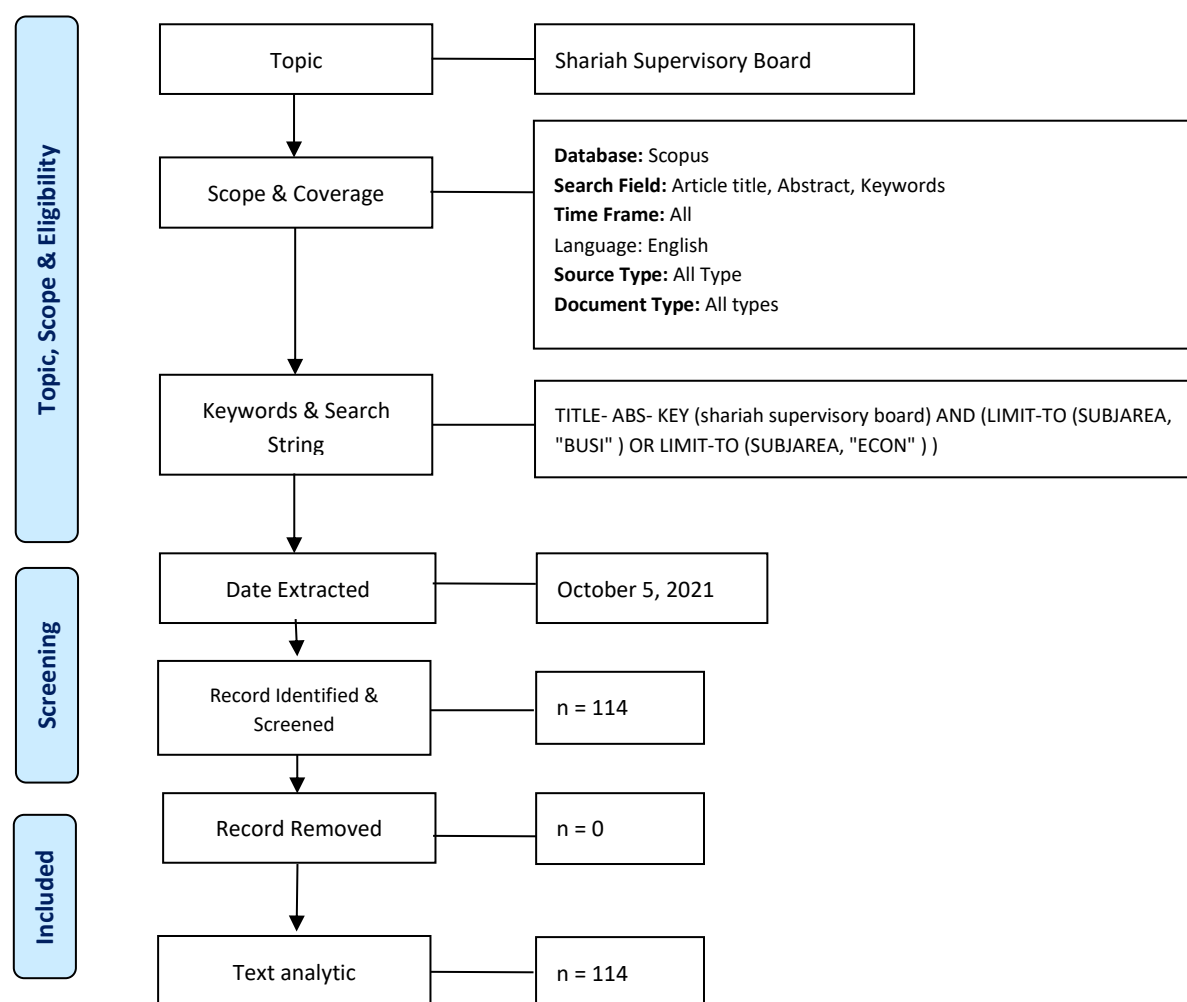 Topic, Scope & Eligibility
Topic
Shariah Supervisory Board
Scope & Coverage
Database: Scopus
Search Field: Article title, Abstract, Keywords
Time Frame: All
Language: English
Source Type: All Type
Document Type: All types
Keywords & Search
String
TITLE- ABS- KEY (shariah supervisory board) AND (LIMIT-TO (SUBJAREA,
"BUSI" ) OR LIMIT-TO (SUBJAREA, "ECON" ) )
Screening
Date Extracted
October 5, 2021
Record Identified &
Screened
n = 114
Included
Record Removed
n = 0
Text analytic
n = 114